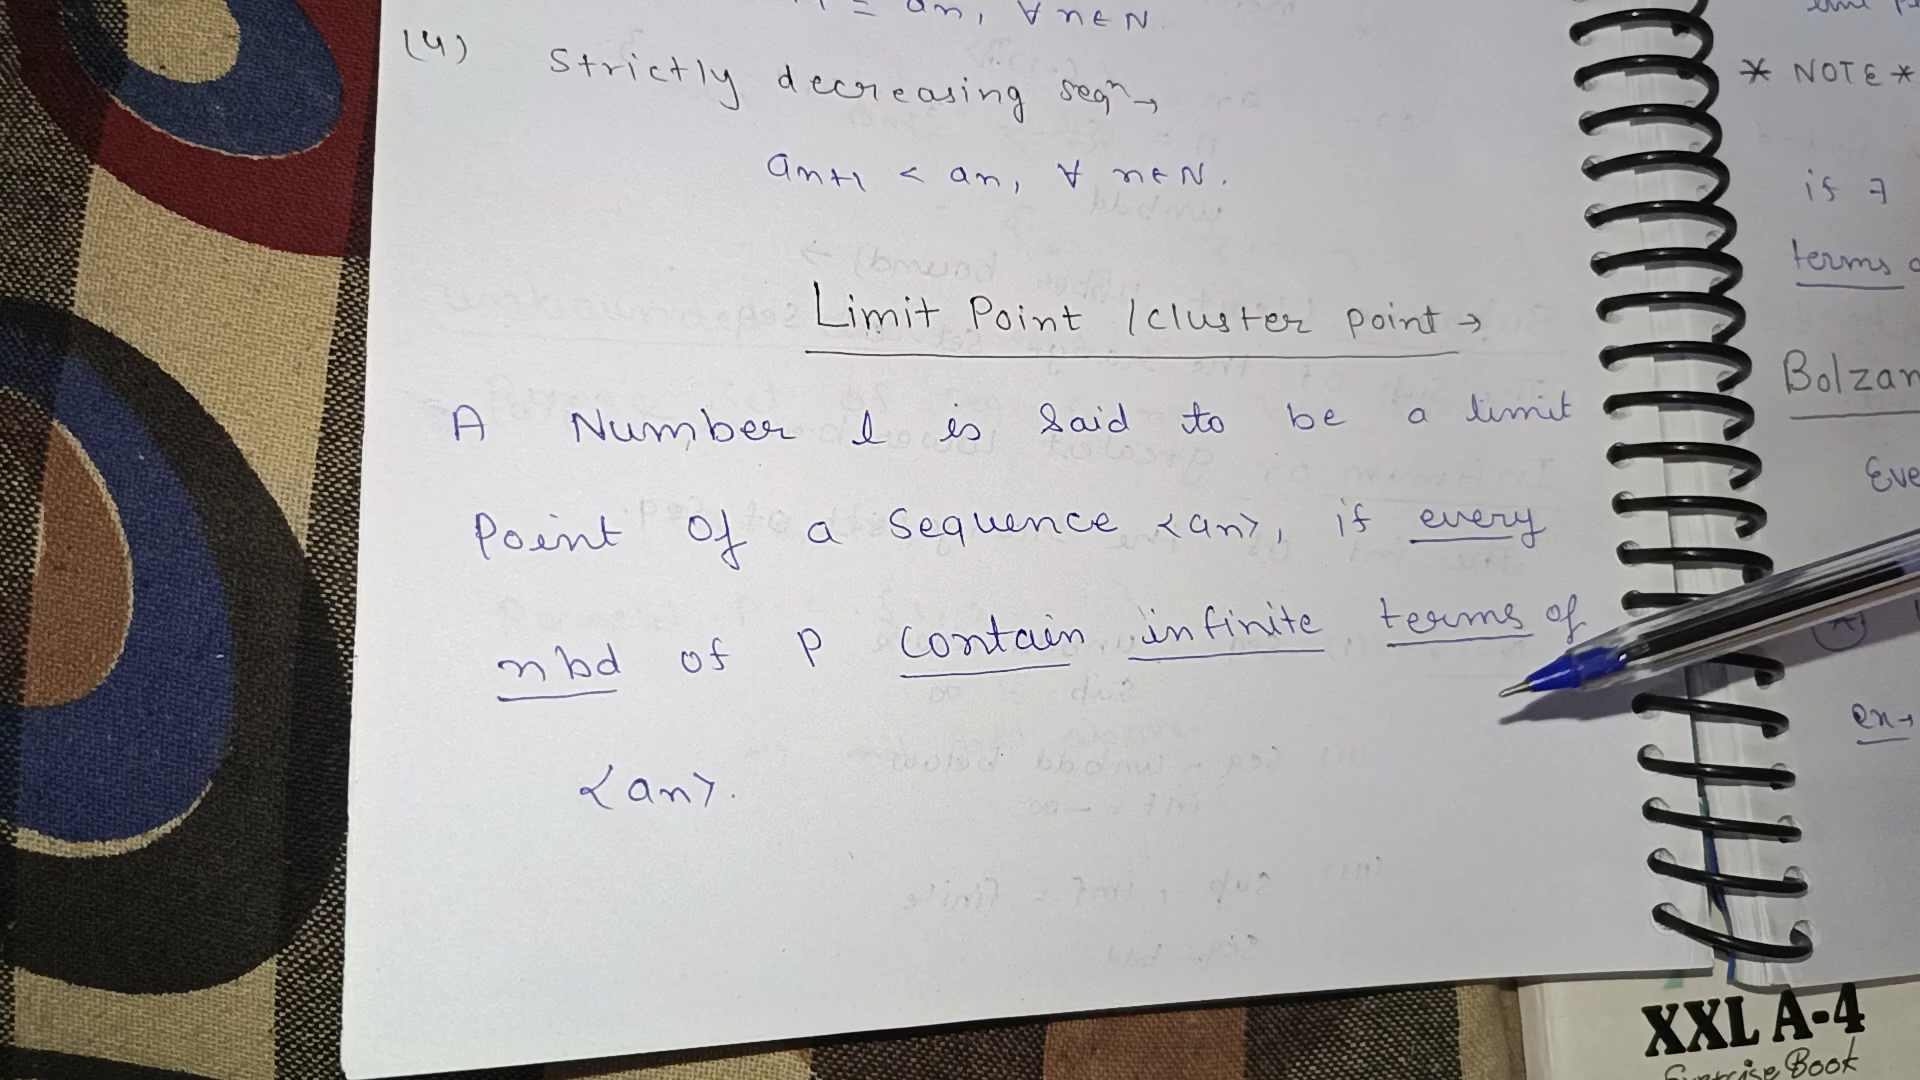 = an, ∀ n∈N.
(4) Strictly decreasing seqⁿ→
an+1 < an, ∀ n∈N.
Limit Point / cluster point →
A Number l is said to be a limit
Point of a sequence <an>, if every
nbd of P contain infinite terms of
<an>.
* NOTE *
is ∃
terms
Bolzan
Eve
ex→
XXL A-4
Book